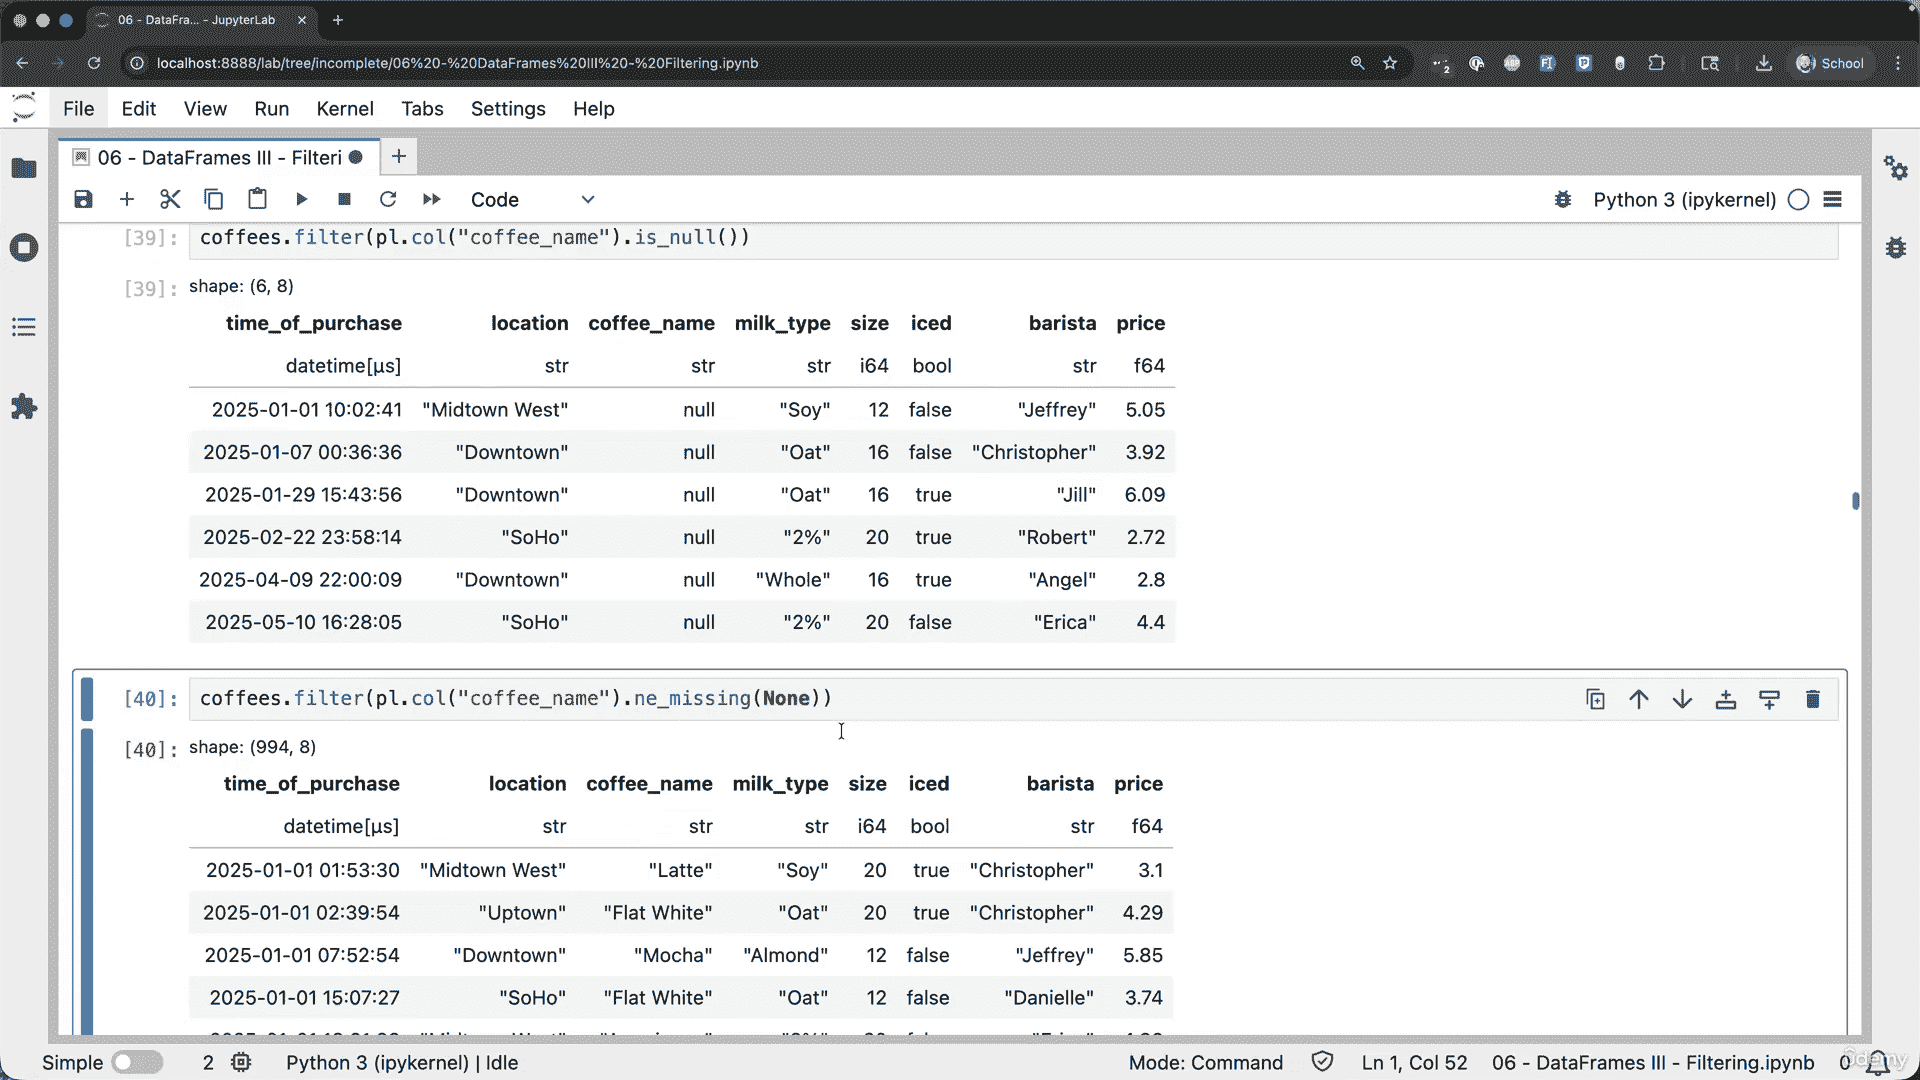 06 - DataFra... - JupyterLab
localhost:8888/lab/tree/incomplete/06%20-%20DataFrames%20III%20-%20Filtering.ipynb
2
School
File Edit View Run Kernel Tabs Settings Help
06 - DataFrames III - Filteri
Code
Python 3 (ipykernel)
[39]: coffees.filter(pl.col("coffee_name").is_null())
[39]: shape: (6, 8)
time_of_purchase location coffee_name milk_type size iced barista price
datetime[μs] str str str i64 bool str f64
2025-01-01 10:02:41 "Midtown West" null "Soy" 12 false "Jeffrey" 5.05
2025-01-07 00:36:36 "Downtown" null "Oat" 16 false "Christopher" 3.92
2025-01-29 15:43:56 "Downtown" null "Oat" 16 true "Jill" 6.09
2025-02-22 23:58:14 "SoHo" null "2%" 20 true "Robert" 2.72
2025-04-09 22:00:09 "Downtown" null "Whole" 16 true "Angel" 2.8
2025-05-10 16:28:05 "SoHo" null "2%" 20 false "Erica" 4.4
[40]: coffees.filter(pl.col("coffee_name").ne_missing(None))
[40]: shape: (994, 8)
time_of_purchase location coffee_name milk_type size iced barista price
datetime[μs] str str str i64 bool str f64
2025-01-01 01:53:30 "Midtown West" "Latte" "Soy" 20 true "Christopher" 3.1
2025-01-01 02:39:54 "Uptown" "Flat White" "Oat" 20 true "Christopher" 4.29
2025-01-01 07:52:54 "Downtown" "Mocha" "Almond" 12 false "Jeffrey" 5.85
2025-01-01 15:07:27 "SoHo" "Flat White" "Oat" 12 false "Danielle" 3.74
Simple 2 Python 3 (ipykernel) | Idle Mode: Command Ln 1, Col 52 06 - DataFrames III - Filtering.ipynb 0
udemy